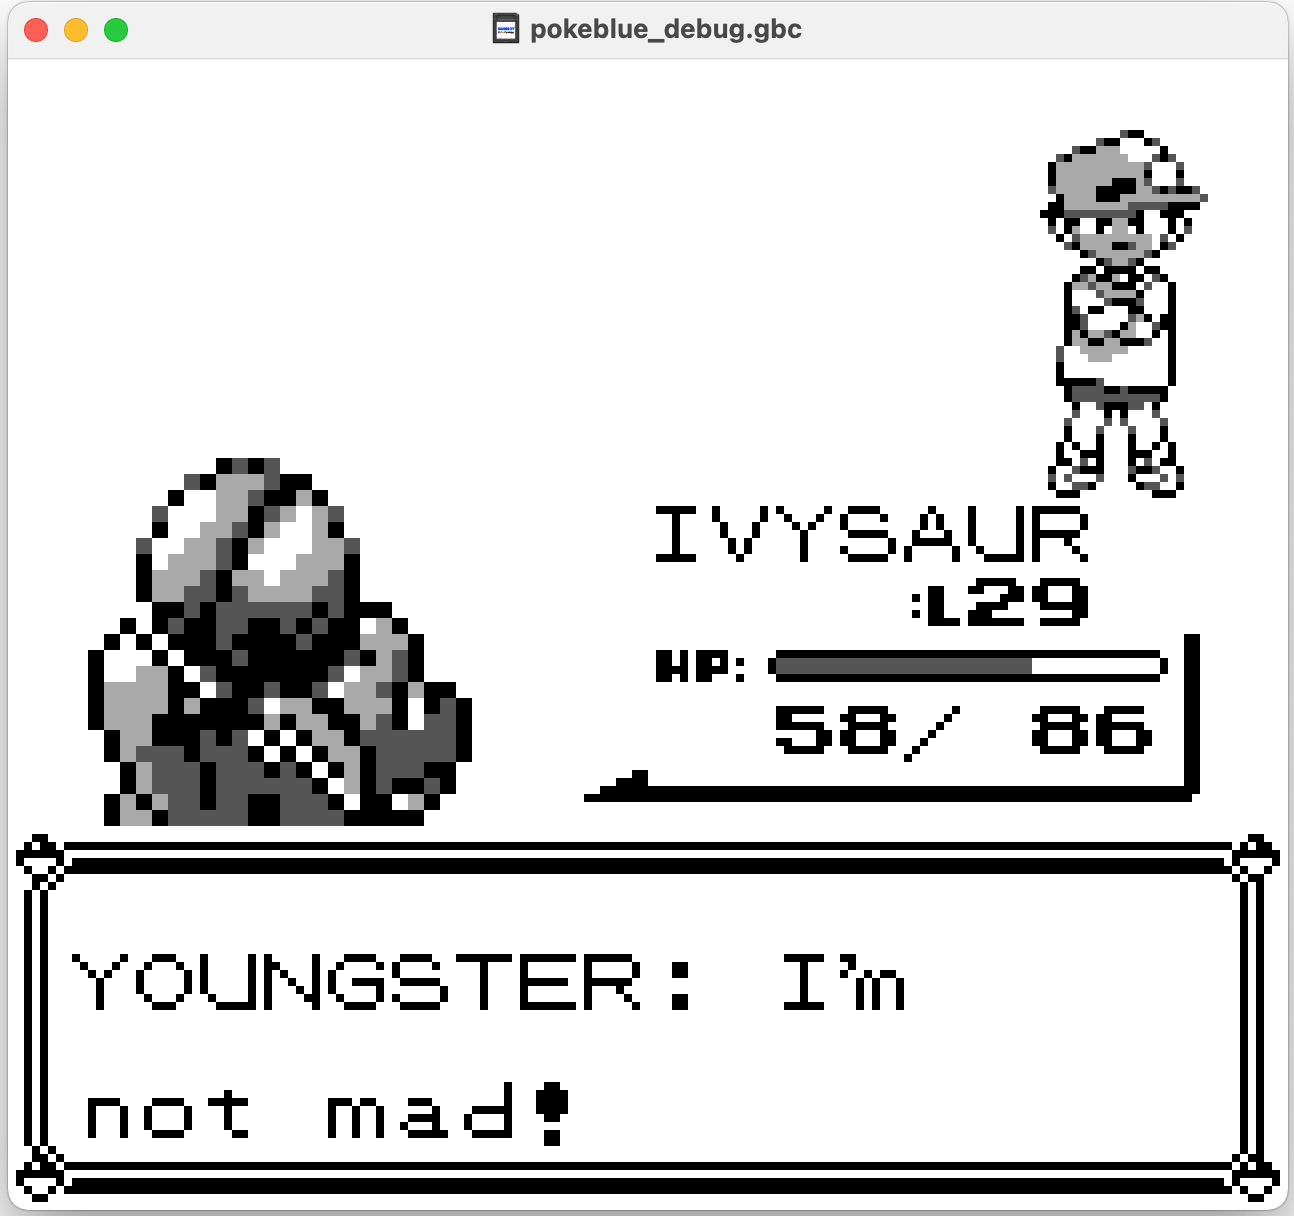 pokeblue_debug.gbc
IVYSAUR
:L29
HP:
58/ 86
YOUNGSTER: I'm
not mad!